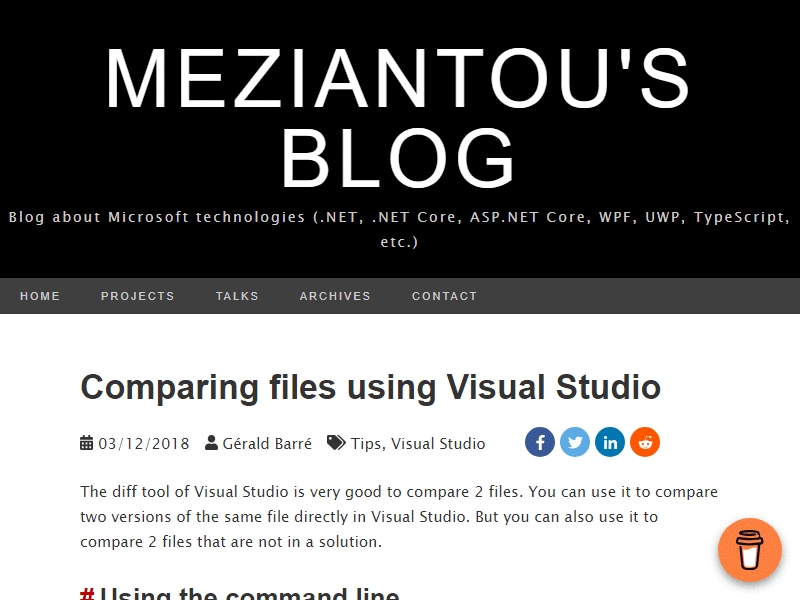 MEZIANTOU'S
BLOG
Blog about Microsoft technologies (.NET, .NET Core, ASP.NET Core, WPF, UWP, TypeScript,
etc.)
HOME PROJECTS TALKS ARCHIVES CONTACT
Comparing files using Visual Studio
03/12/2018 Gérald Barré Tips, Visual Studio
The diff tool of Visual Studio is very good to compare 2 files. You can use it to compare
two versions of the same file directly in Visual Studio. But you can also use it to
compare 2 files that are not in a solution.
# Using the command line